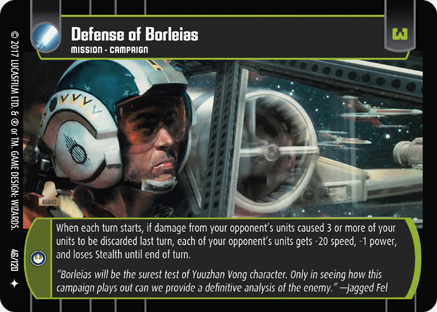 Defense of Borleias
MISSION • CAMPAIGN
When each turn starts, if damage from your opponent's units caused 3 or more of your
units to be discarded last turn, each of your opponent's units gets -20 speed, -1 power,
and loses Stealth until end of turn.
"Borleias will be the surest test of Yuuzhan Vong character. Only in seeing how this
campaign plays out can we provide a definitive analysis of the enemy." —Jagged Fel
© 2017 LUCASFILM LTD. & ® or TM. GAME DESIGN: WIZARDS.